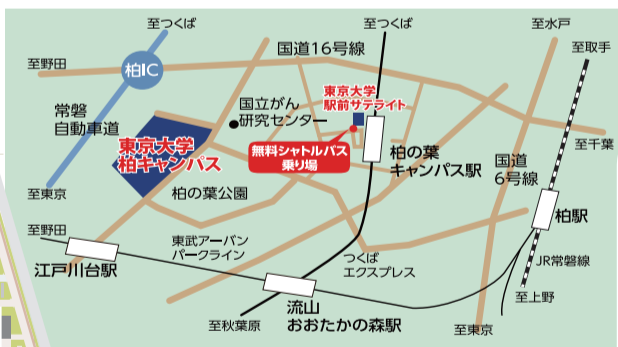 至つくば
至つくば
至水戸
国道16号線
至取手
至野田
柏IC
東京大学
駅前サテライト
国立がん
研究センター
常磐
自動車道
東京大学
柏キャンパス
無料シャトルバス
乗り場
至千葉
柏の葉
キャンパス駅
国道
6号線
至東京
柏の葉公園
柏駅
至野田
東武アーバン
パークライン
つくば
エクスプレス
江戸川台駅
JR常磐線
至上野
流山
おおたかの森駅
至秋葉原
至東京